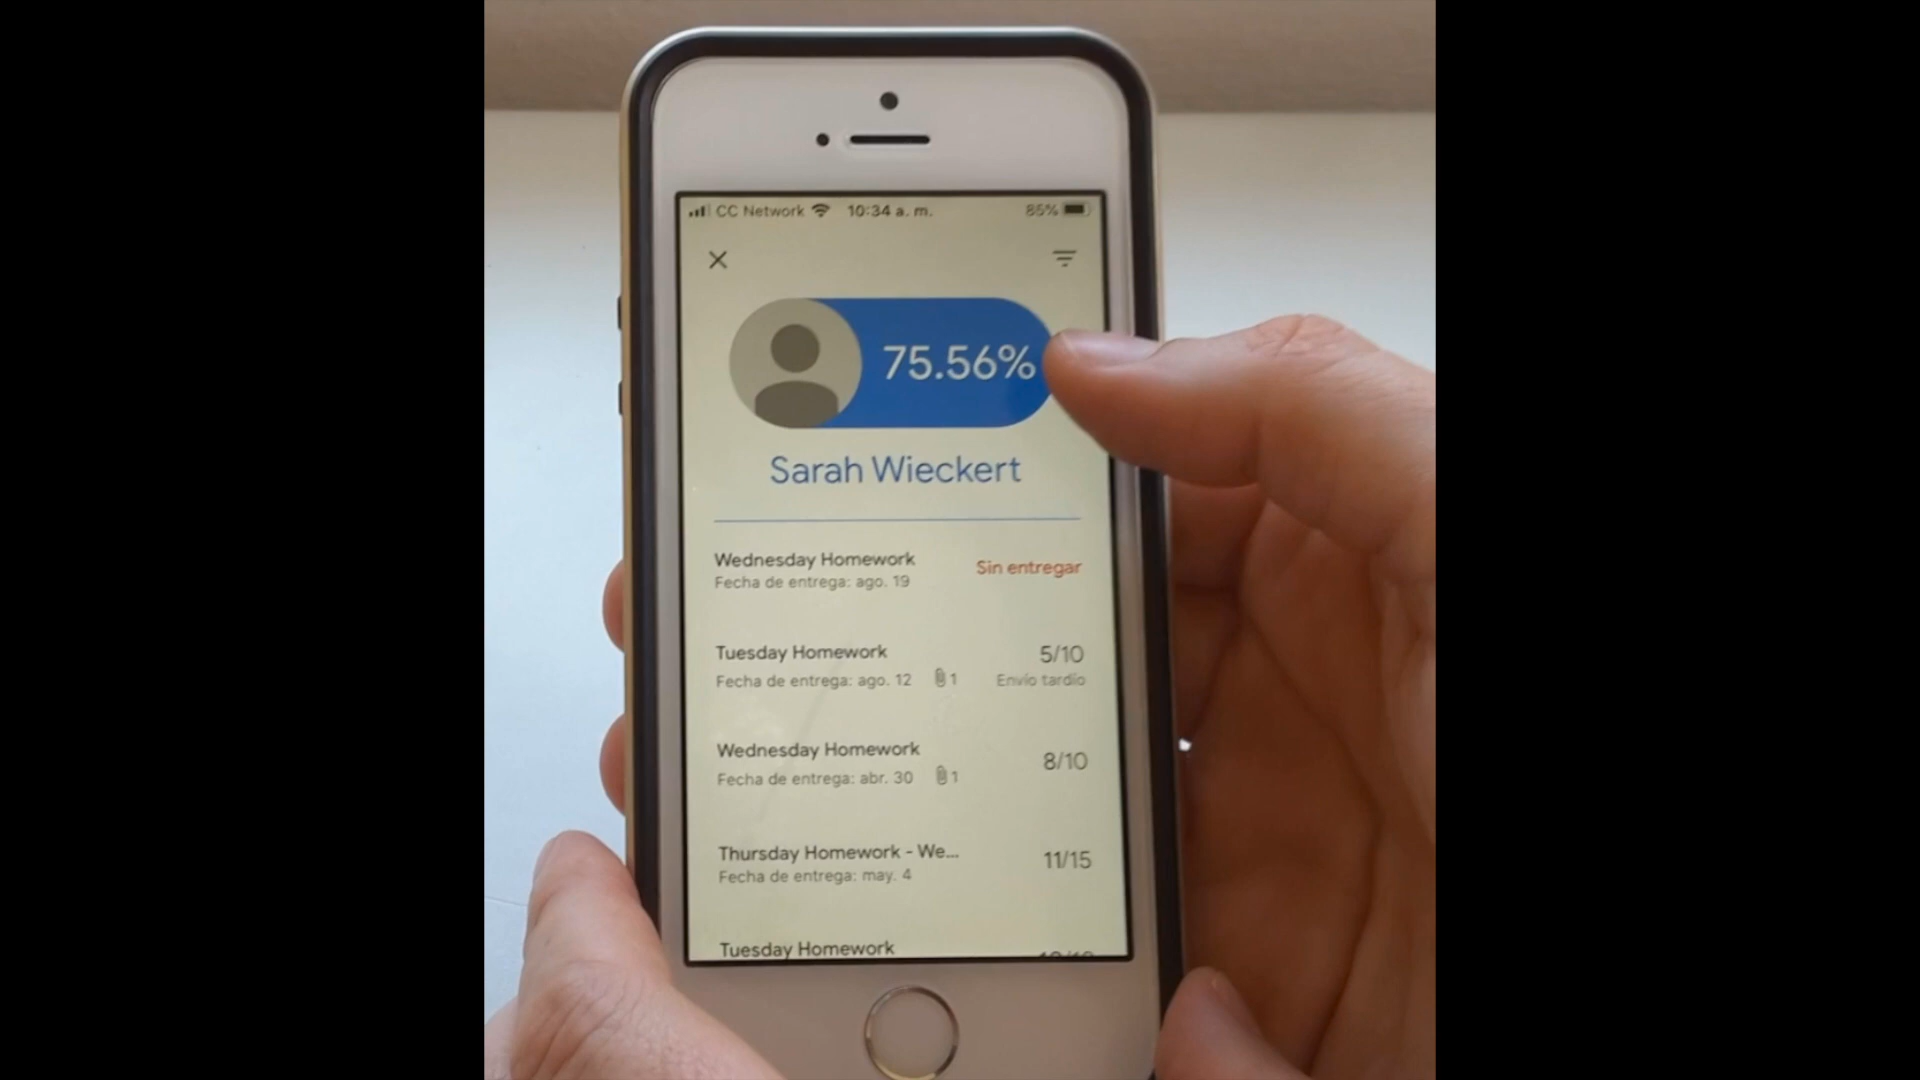 CC Network 10:34 a. m. 85%
75.56%
Sarah Wieckert
Wednesday Homework
Fecha de entrega: ago. 19
Sin entregar
Tuesday Homework
Fecha de entrega: ago. 12
1
5/10
Envío tardío
Wednesday Homework
Fecha de entrega: abr. 30
1
8/10
Thursday Homework - We...
Fecha de entrega: may. 4
11/15
Tuesday Homework